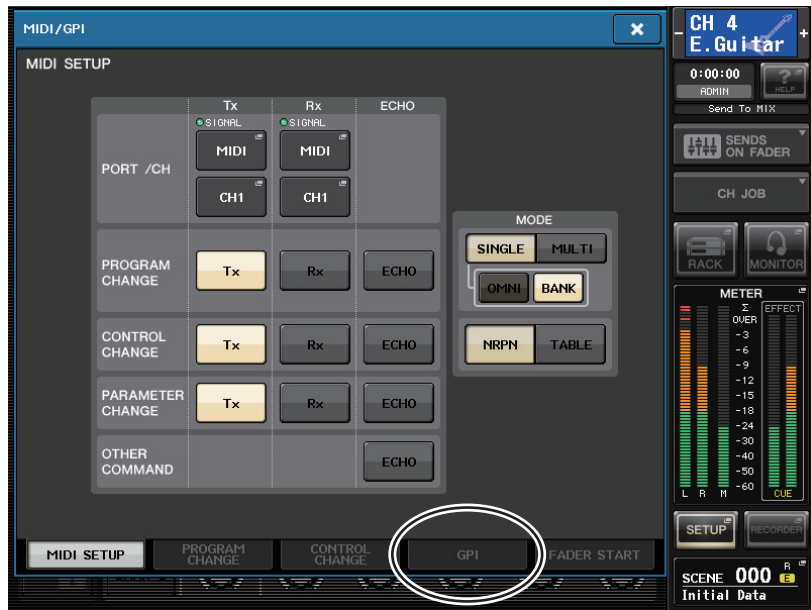 MIDI/GPI
MIDI SETUP
Tx Rx ECHO
SIGNAL SIGNAL
PORT /CH
MIDI MIDI
CH1 CH1
PROGRAM
CHANGE
Tx Rx ECHO
CONTROL
CHANGE
Tx Rx ECHO
PARAMETER
CHANGE
Tx Rx ECHO
OTHER
COMMAND
ECHO
MODE
SINGLE MULTI
OMNI BANK
NRPN TABLE
MIDI SETUP
PROGRAM
CHANGE
CONTROL
CHANGE
GPI
FADER START
- CH 4 +
E.Guitar
0:00:00
ADMIN
?
HELP
Send To MIX
SENDS
ON FADER
CH JOB
RACK
MONITOR
METER
Σ EFFECT
OVER
-3
-6
-9
-12
-15
-18
-24
-30
-40
-50
-60
L R M CUE
SETUP
RECORDER
SCENE 000 R E
Initial Data